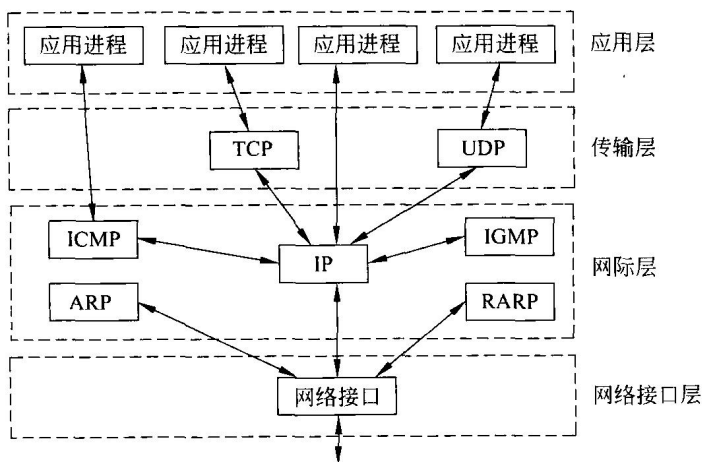 应用进程 应用进程 应用进程 应用进程 应用层
TCP UDP 传输层
ICMP IP IGMP 网际层
ARP RARP
网络接口 网络接口层